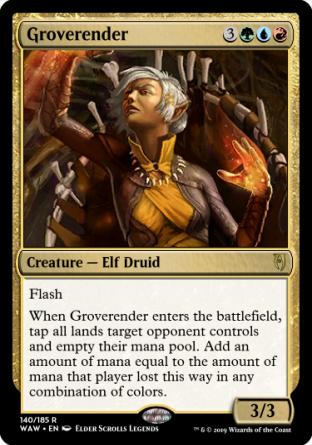 Groverender 3
Creature — Elf Druid
Flash
When Groverender enters the battlefield,
tap all lands target opponent controls
and empty their mana pool. Add an
amount of mana equal to the amount of
mana that player lost this way in any
combination of colors.
3/3
140/185 R
WAW • EN ELDER SCROLLS LEGENDS
™ & © 2019 Wizards of the Coast